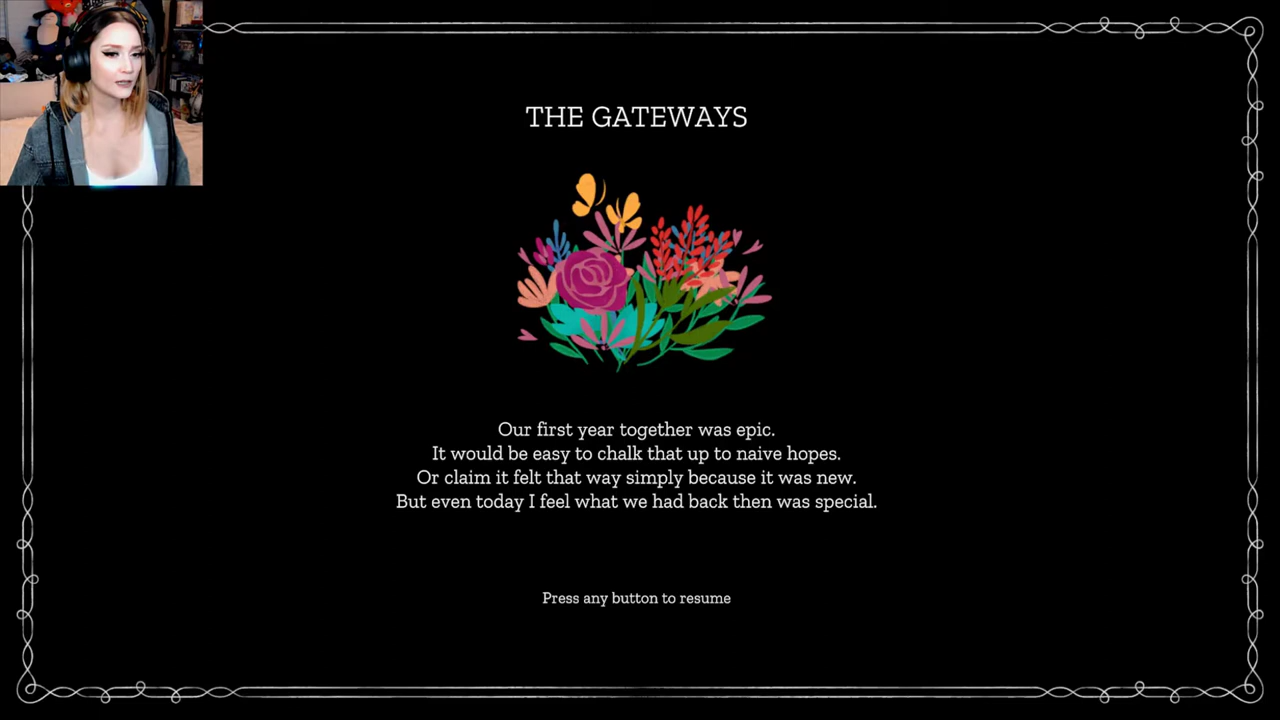 THE GATEWAYS
Our first year together was epic.
It would be easy to chalk that up to naive hopes.
Or claim it felt that way simply because it was new.
But even today I feel what we had back then was special.
Press any button to resume